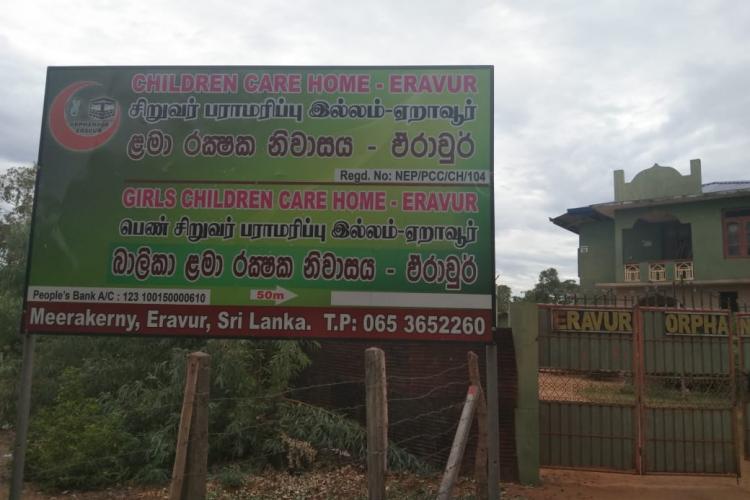 CHILDREN CARE HOME - ERAVUR
சிறுவர் பராமரிப்பு இல்லம்-ஏறாவூர்
ළමා රක්ෂක නිවාසය - ඒරාවුර්
Regd. No: NEP/PCC/CH/104
GIRLS CHILDREN CARE HOME - ERAVUR
பெண் சிறுவர் பராமரிப்பு இல்லம்-ஏறாவூர்
බාලිකා ළමා රක්ෂක නිවාසය - ඒරාවුර්
People's Bank A/C : 123 100150000610
50m
Meerakerny, Eravur, Sri Lanka. T.P: 065 3652260
ORPHANAGE
ERAVUR
ERAVUR ORPHA